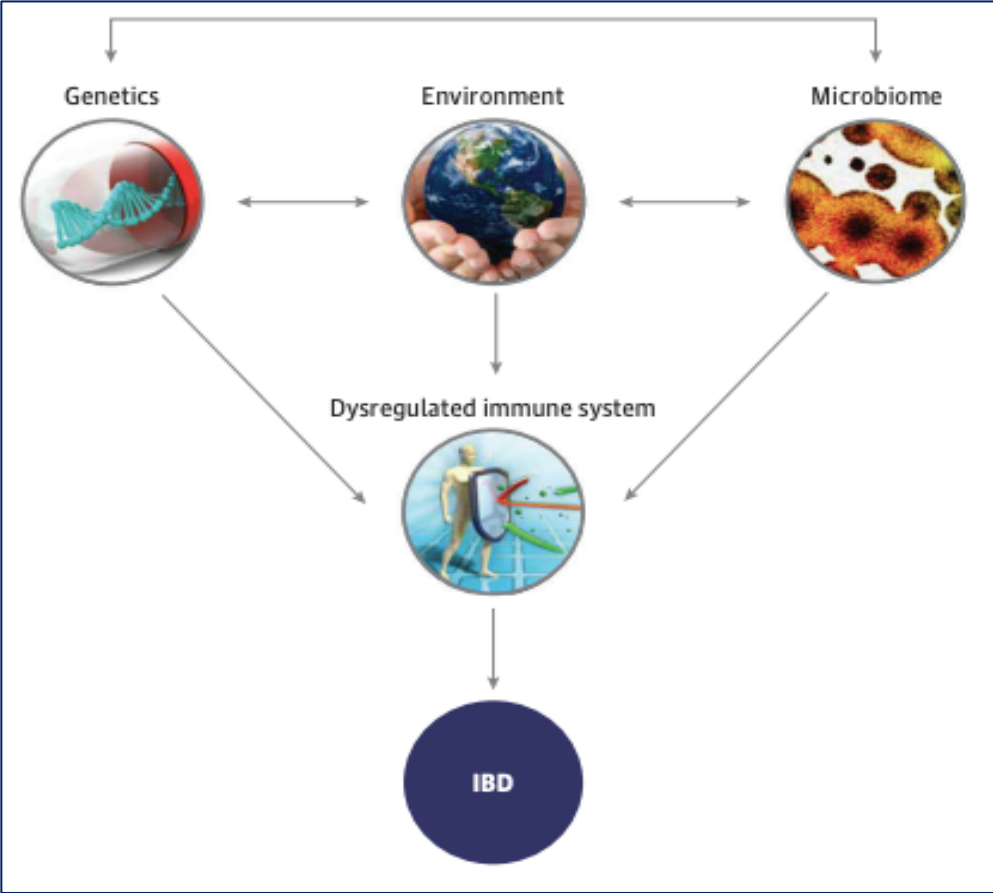 Genetics
Environment
Microbiome
Dysregulated immune system
IBD